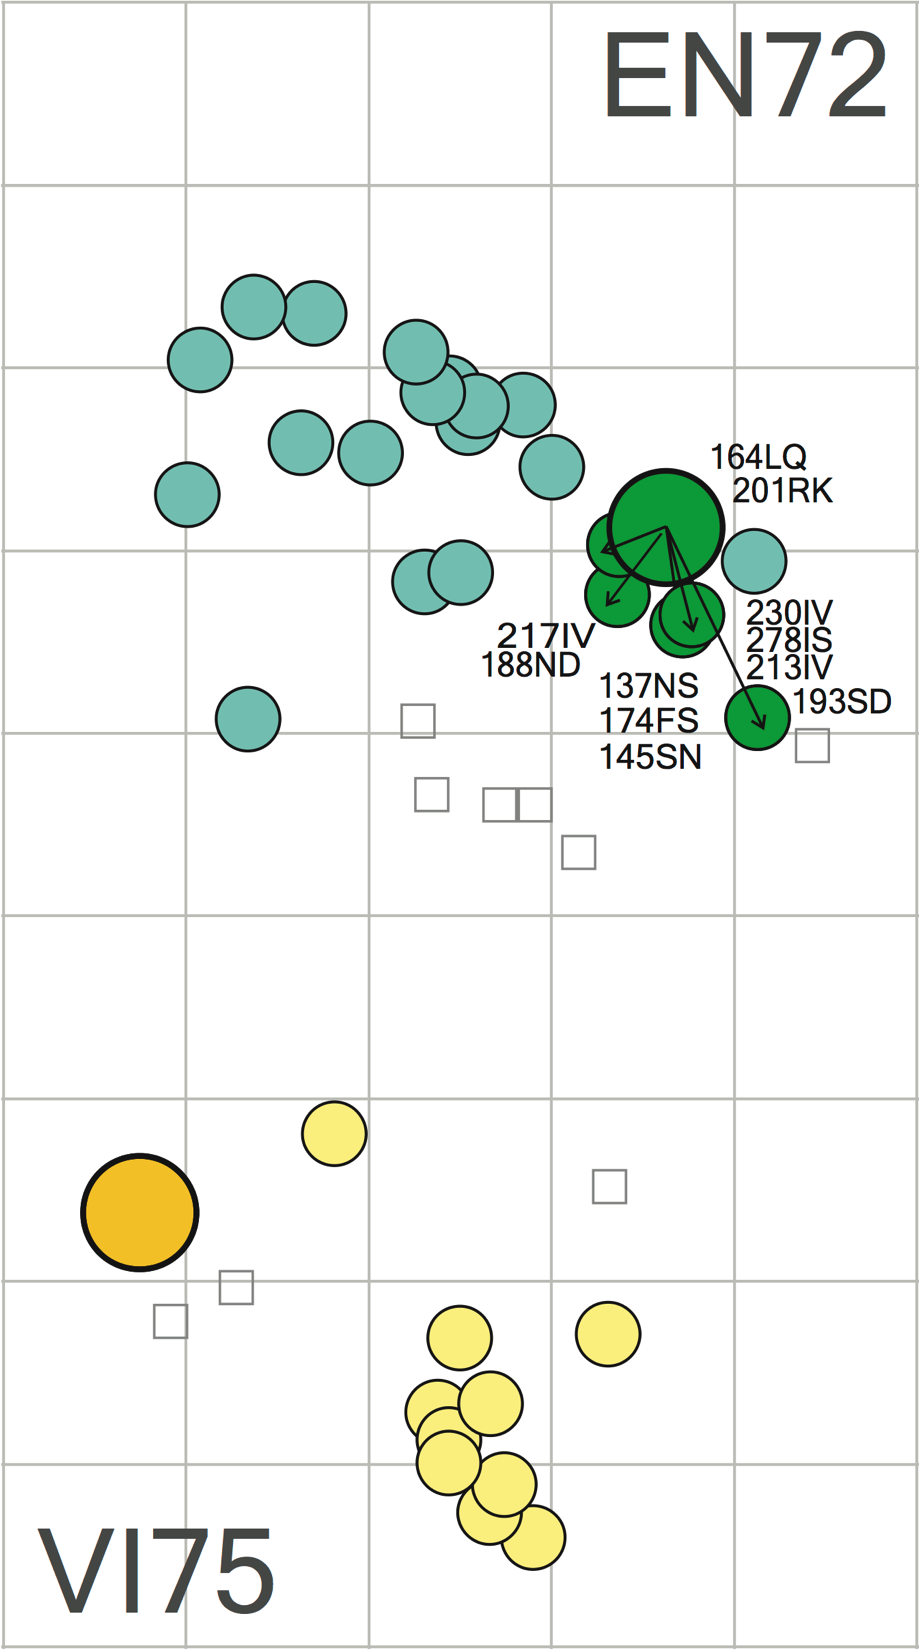 EN72
164LQ
201RK
230IV
278IS
213IV
193SD
217IV
188ND
137NS
174FS
145SN
VI75